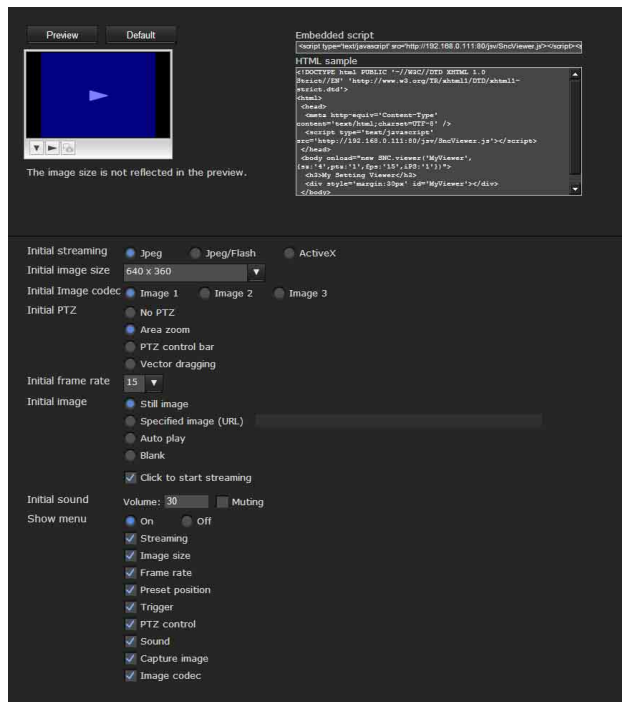 Preview Default
Embedded script
<script type='text/javascript' src='http://192.168.0.111:80/jsv/SncViewer.js'></script><
HTML sample
<!DOCTYPE html PUBLIC '-//W3C//DTD XHTML 1.0
Strict//EN' 'http://www.w3.org/TR/xhtml1/DTD/xhtml1-
strict.dtd'>
<html>
<head>
<meta http-equiv='Content-Type'
content='text/html;charset=UTF-8' />
<script type='text/javascript'
src='http://192.168.0.111:80/jsv/SncViewer.js'></script>
</head>
<body onload="new SNC.viewer('MyViewer',
<h3>My Setting Viewer</h3>
<div style='margin:30px' id='MyViewer'></div>
</body>
The image size is not reflected in the preview.
Initial streaming Jpeg Jpeg/Flash ActiveX
Initial image size 640 x 360
Initial Image codec Image 1 Image 2 Image 3
Initial PTZ No PTZ
Area zoom
PTZ control bar
Vector dragging
Initial frame rate 15
Initial image Still image
Specified image (URL)
Auto play
Blank
Click to start streaming
Initial sound Volume: 30 Muting
Show menu On Off
Streaming
Image size
Frame rate
Preset position
Trigger
PTZ control
Sound
Capture image
Image codec